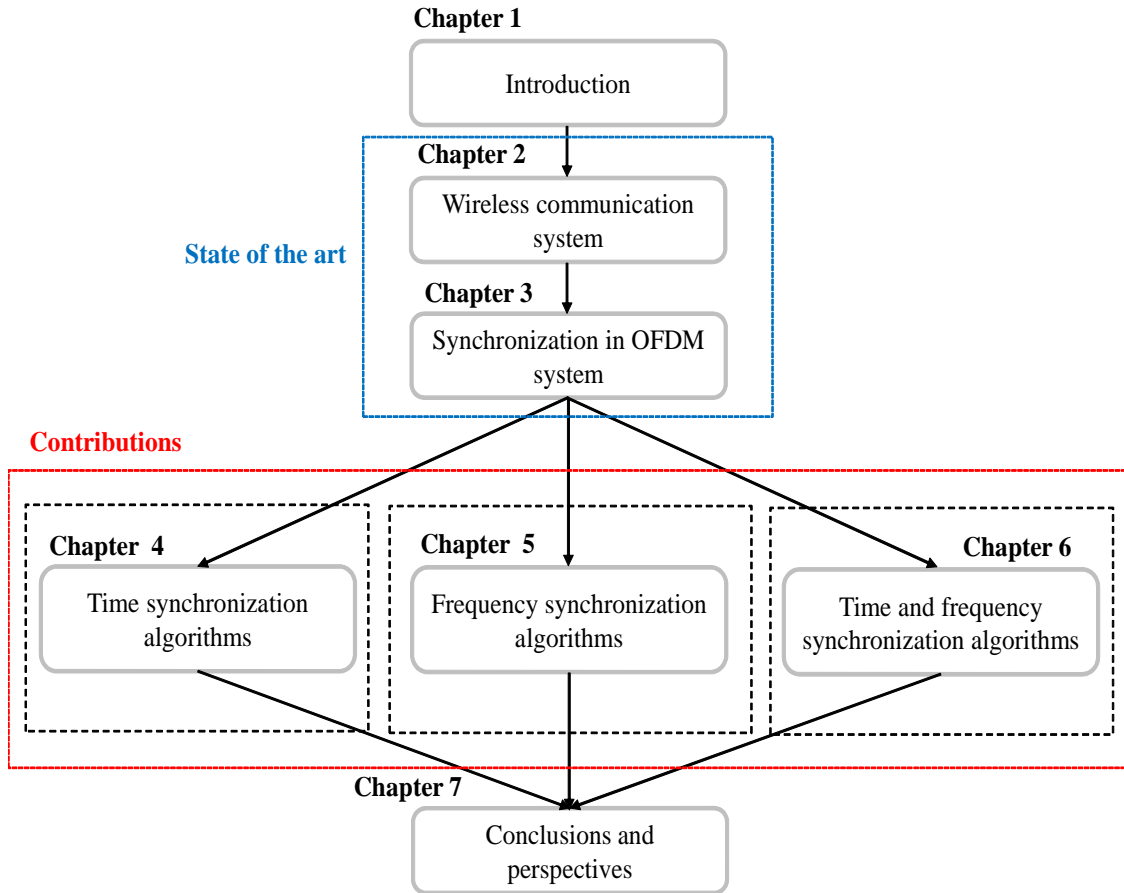 Chapter 1
Introduction
Chapter 2
Wireless communication
system
State of the art
Chapter 3
Synchronization in OFDM
system
Contributions
Chapter 4
Time synchronization
algorithms
Chapter 5
Frequency synchronization
algorithms
Chapter 6
Time and frequency
synchronization algorithms
Chapter 7
Conclusions and
perspectives